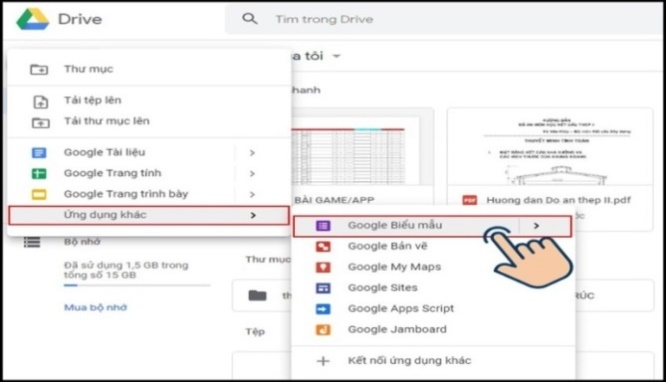 Drive
Tìm trong Drive
a tôi
hanh
Thư mục
Tải tệp lên
Tải thư mục lên
Google Tài liệu
Google Trang tính
Google Trang trình bày
Ứng dụng khác
BÀI GAME/APP
THUYẾT MINH TÍNH TOÁN
Huong dan Do an thep II.pdf
Google Biểu mẫu
Google Bản vẽ
Google My Maps
Google Sites
Google Apps Script
Google Jamboard
Kết nối ứng dụng khác
Bộ nhớ
Đã sử dụng 1,5 GB trong
tổng số 15 GB
Mua bộ nhớ
Thư mục
th
RÚC
Tệp